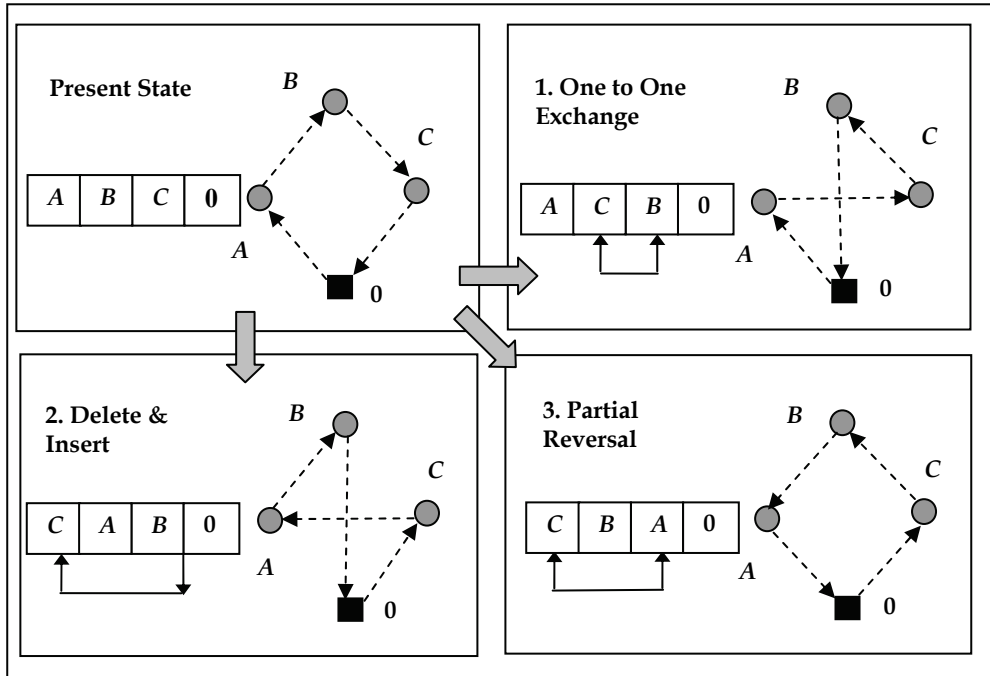 Present State
B
C
A B C 0
A
0
1. One to One
Exchange
B
C
A C B 0
A
0
2. Delete &
Insert
B
C
C A B 0
A
0
3. Partial
Reversal
B
C
C B A 0
A
0